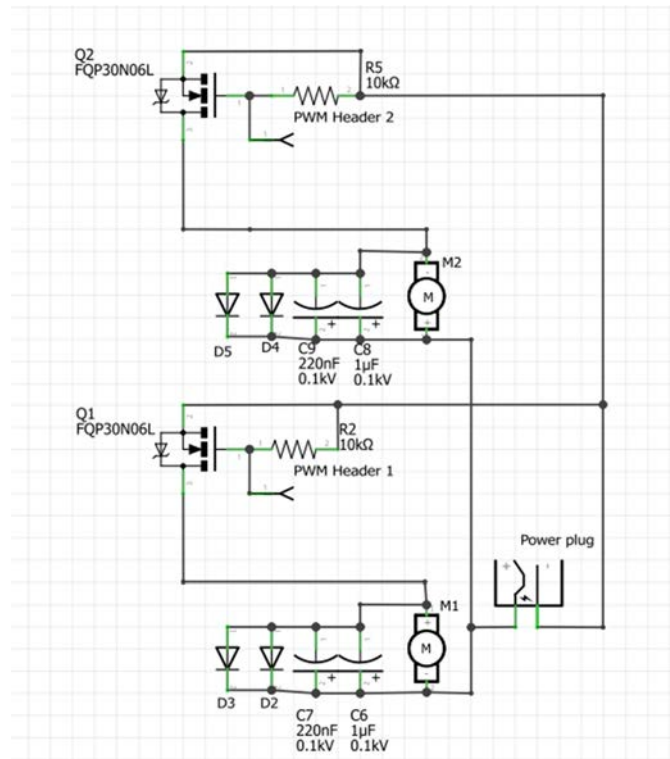 Q2
FQP30N06L
R5
10kΩ
PWM Header 2
M2
M
D5
D4
C9
220nF
0.1kV
C8
1µF
0.1kV
Q1
FQP30N06L
R2
10kΩ
PWM Header 1
Power plug
M1
M
D3
D2
C7
220nF
0.1kV
C6
1µF
0.1kV